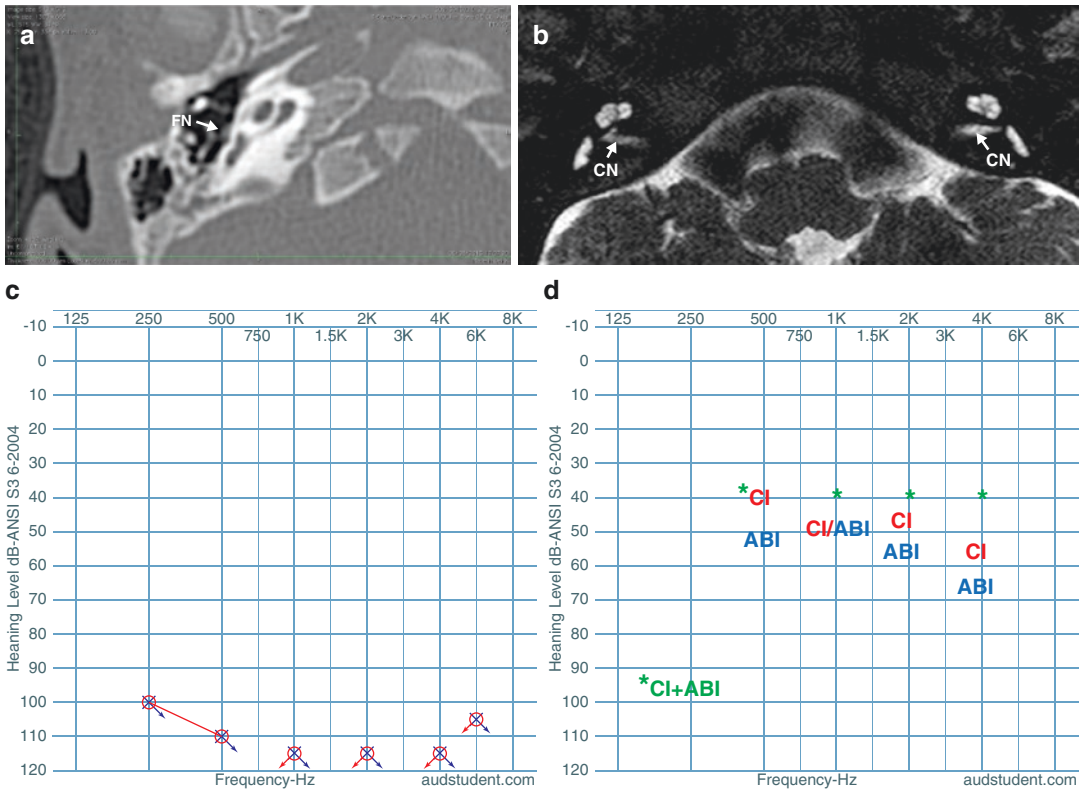 a
FN
b
CN
CN
c
125 250 500 1K 2K 4K 8K
750 1.5K 3K 6K
-10
0
10
20
30
40
50
60
70
80
90
100
110
120
Heaning Level dB-ANSI S3 6-2004
Frequency-Hz
audstudent.com
d
125 250 500 1K 2K 4K 8K
750 1.5K 3K 6K
-10
0
10
20
30
40
50
60
70
80
90
100
110
120
Heaning Level dB-ANSI S3 6-2004
* CI
* * *
CI/ABI
CI
CI
ABI
ABI
ABI
*CI+ABI
Frequency-Hz
audstudent.com